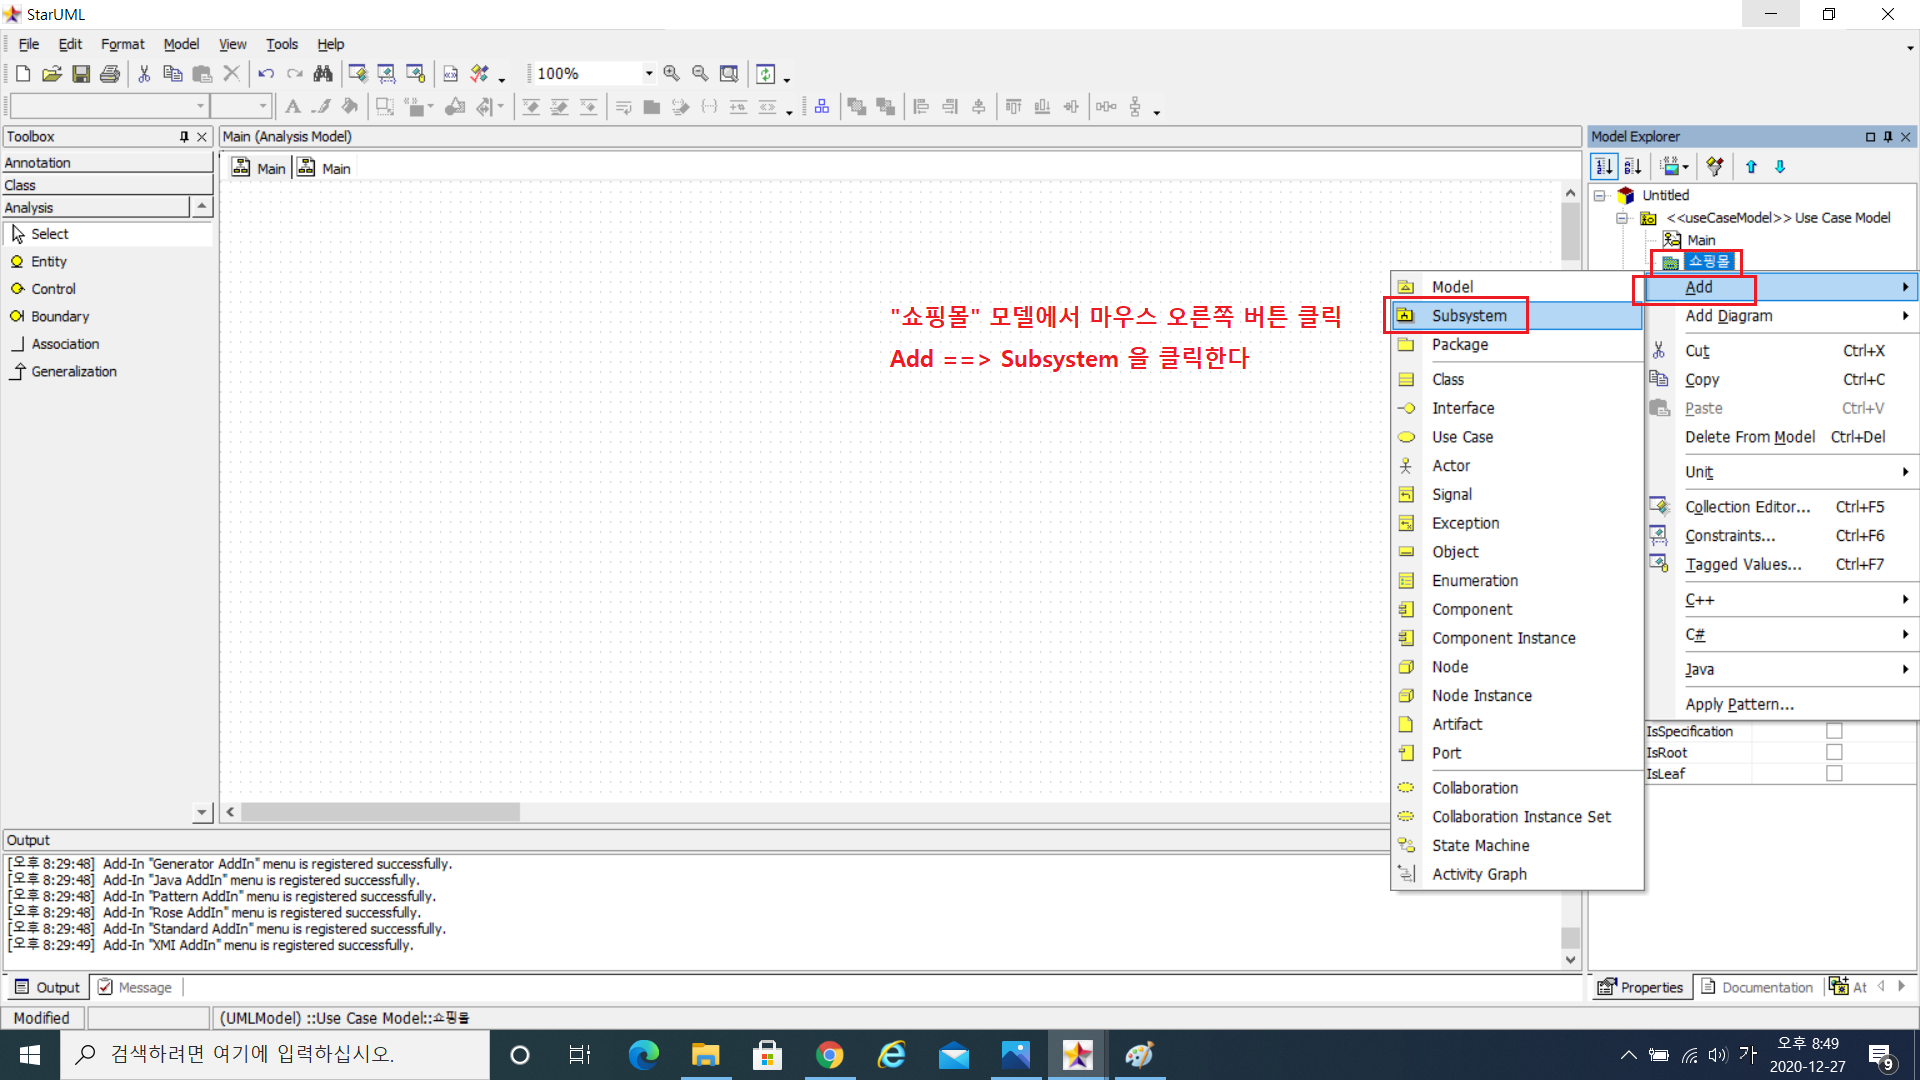 StarUML
File Edit Format Model View Tools Help
100%
Toolbox
Main (Analysis Model)
Model Explorer
Annotation
Class
Analysis
Select
Entity
Control
Boundary
Association
Generalization
Main Main
Untitled
<<useCaseModel>> Use Case Model
Main
쇼핑몰
"쇼핑몰" 모델에서 마우스 오른쪽 버튼 클릭
Add ==> Subsystem 을 클릭한다
Model
Subsystem
Package
Class
Interface
Use Case
Actor
Signal
Exception
Object
Enumeration
Component
Component Instance
Node
Node Instance
Artifact
Port
Collaboration
Collaboration Instance Set
State Machine
Activity Graph
Add
Add Diagram
Cut Ctrl+X
Copy Ctrl+C
Paste Ctrl+V
Delete From Model Ctrl+Del
Unit
Collection Editor... Ctrl+F5
Constraints... Ctrl+F6
Tagged Values... Ctrl+F7
C++
C#
Java
Apply Pattern...
IsSpecification
IsRoot
IsLeaf
Output
[오후 8:29:48] Add-In "Generator AddIn" menu is registered successfully.
[오후 8:29:48] Add-In "Java AddIn" menu is registered successfully.
[오후 8:29:48] Add-In "Pattern AddIn" menu is registered successfully.
[오후 8:29:48] Add-In "Rose AddIn" menu is registered successfully.
[오후 8:29:48] Add-In "Standard AddIn" menu is registered successfully.
[오후 8:29:49] Add-In "XMI AddIn" menu is registered successfully.
Output Message
Properties Documentation At
Modified
(UMLModel) ::Use Case Model::쇼핑몰
검색하려면 여기에 입력하십시오.
가
오후 8:49
2020-12-27
9